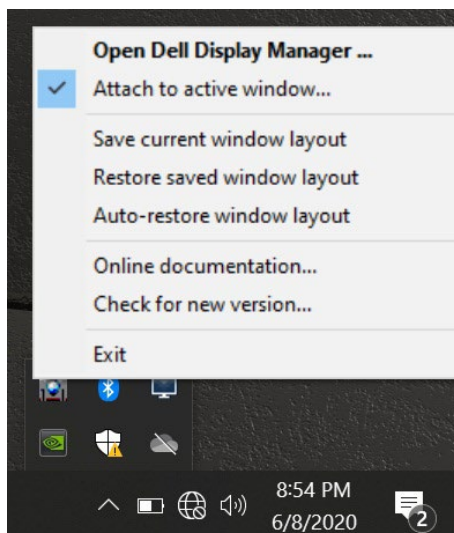 Open Dell Display Manager ...
Attach to active window...
Save current window layout
Restore saved window layout
Auto-restore window layout
Online documentation...
Check for new version...
Exit
8:54 PM
6/8/2020
2